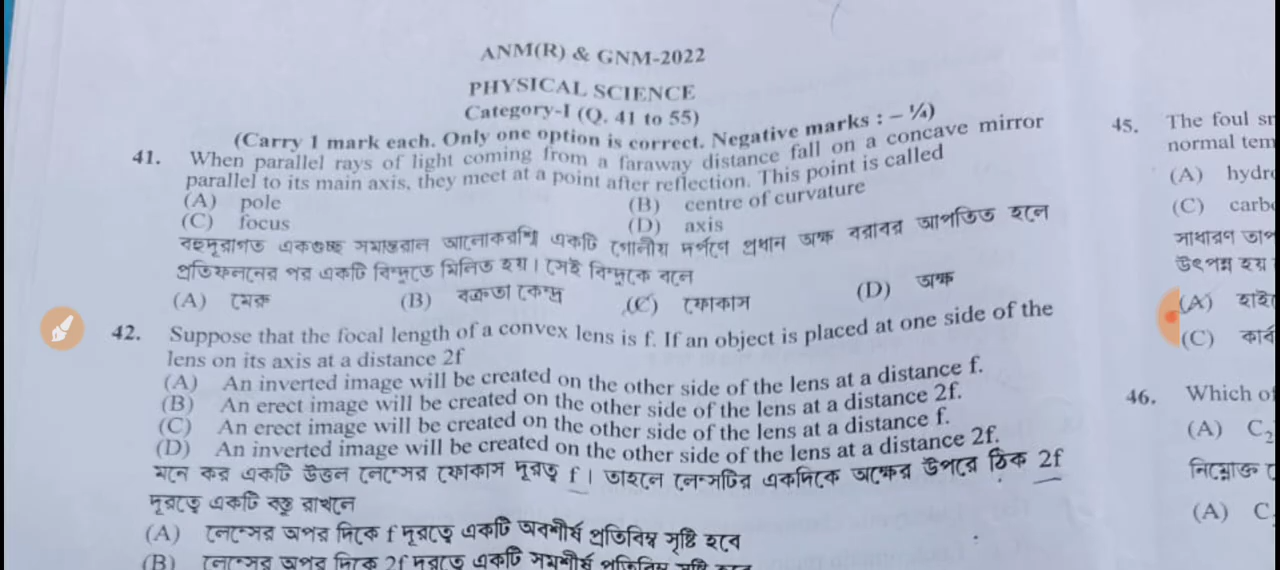 ANM(R) & GNM-2022
PHYSICAL SCIENCE
Category-I (Q. 41 to 55)
(Carry 1 mark each. Only one option is correct. Negative marks : – ¼)
41. When parallel rays of light coming from a faraway distance fall on a concave mirror
parallel to its main axis, they meet at a point after reflection. This point is called
(A) pole (B) centre of curvature
(C) focus (D) axis
বহুদূরাগত একগুচ্ছ সমান্তরাল আলোকরশ্মি একটি গোলীয় দর্পণে প্রধান অক্ষ বরাবর আপতিত হলে
প্রতিফলনের পর একটি বিন্দুতে মিলিত হয়। সেই বিন্দুকে বলে
(A) মেরু (B) বক্রতা কেন্দ্র (C) ফোকাস (D) অক্ষ
42. Suppose that the focal length of a convex lens is f. If an object is placed at one side of the
lens on its axis at a distance 2f
(A) An inverted image will be created on the other side of the lens at a distance f.
(B) An erect image will be created on the other side of the lens at a distance 2f.
(C) An erect image will be created on the other side of the lens at a distance f.
(D) An inverted image will be created on the other side of the lens at a distance 2f.
মনে কর একটি উত্তল লেন্সের ফোকাস দূরত্ব f। তাহলে লেন্সটির একদিকে অক্ষের উপরে ঠিক 2f
দূরত্বে একটি বস্তু রাখলে
(A) লেন্সের অপর দিকে f দূরত্বে একটি অবশীর্ষ প্রতিবিম্ব সৃষ্টি হবে
(B) লেন্সের অপর দিকে 2f দূরত্বে একটি সমশীর্ষ প্রতিবিম্ব সৃষ্টি হবে
45. The foul
normal
(A)
(C)
সাধারণ
উৎপন্ন হয়
(A)
(C)
46. Which
(A) C
নিম্নোক্ত
(A) C